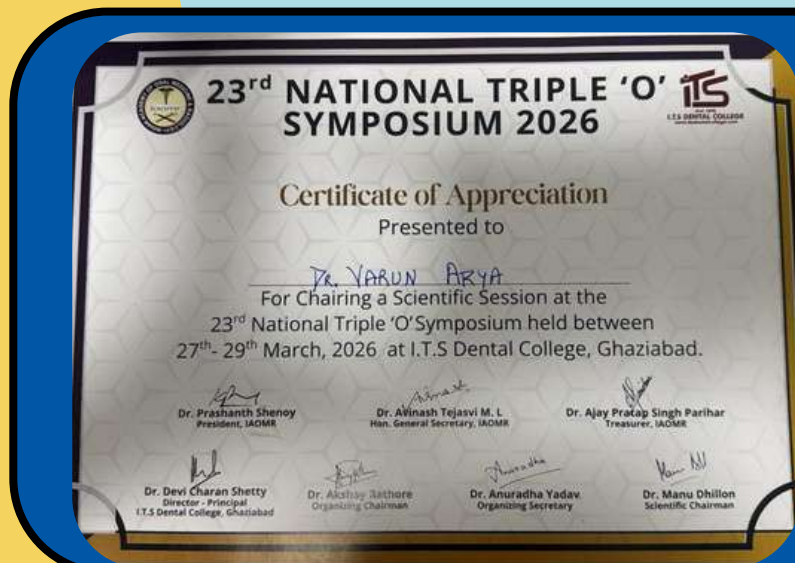 23rd NATIONAL TRIPLE 'O'
SYMPOSIUM 2026
ITS
I.T.S DENTAL COLLEGE
Certificate of Appreciation
Presented to
DR. VARUN ARYA
For Chairing a Scientific Session at the
23rd National Triple 'O'Symposium held between
27th- 29th March, 2026 at I.T.S Dental College, Ghaziabad.
Dr. Prashanth Shenoy
President, IAOMR
Dr. Avinash Tejasvi M. L
Hon. General Secretary, IAOMR
Dr. Ajay Pratap Singh Parihar
Treasurer, IAOMR
Dr. Devi Charan Shetty
Director - Principal
I.T.S Dental College, Ghaziabad
Dr. Akshay Rathore
Organizing Chairman
Dr. Anuradha Yadav
Organizing Secretary
Dr. Manu Dhillon
Scientific Chairman